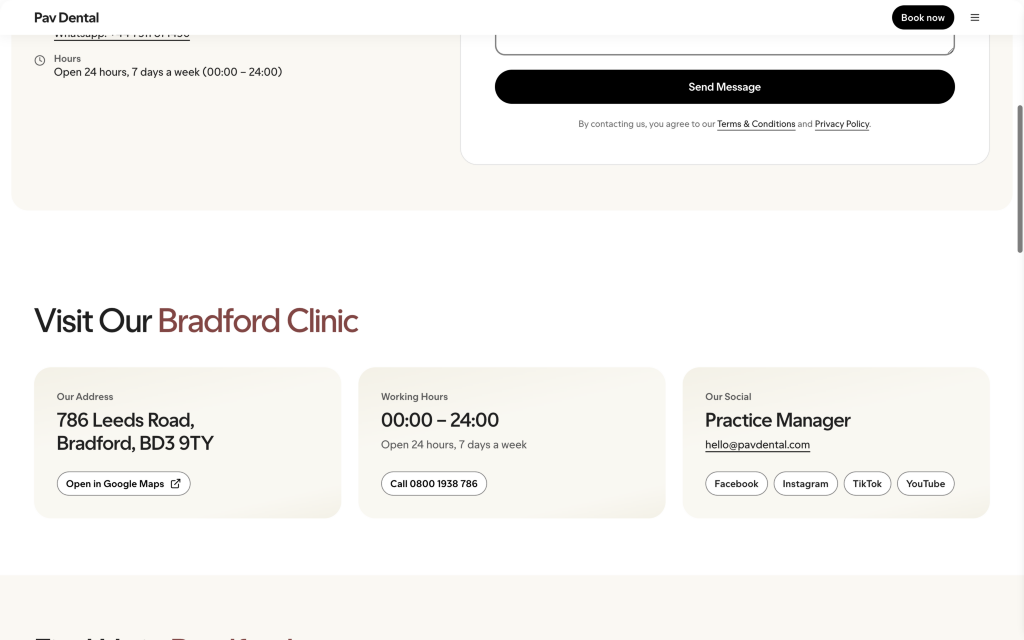 Pav Dental
Book now
Hours
Open 24 hours, 7 days a week (00:00 – 24:00)
Send Message
By contacting us, you agree to our Terms & Conditions and Privacy Policy.
Visit Our Bradford Clinic
Our Address
786 Leeds Road,
Bradford, BD3 9TY
Open in Google Maps
Working Hours
00:00 – 24:00
Open 24 hours, 7 days a week
Call 0800 1938 786
Our Social
Practice Manager
hello@pavdental.com
Facebook
Instagram
TikTok
YouTube